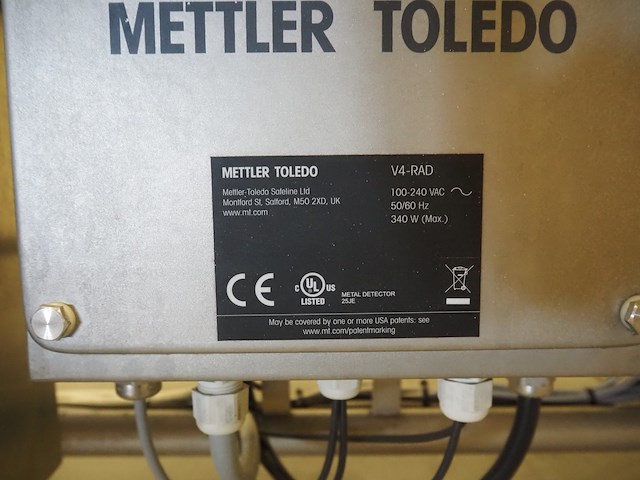 METTLER TOLEDO
METTLER TOLEDO
V4-RAD
Mettler-Toledo Safeline Ltd
Montford St, Salford, M50 2XD, UK
www.mt.com
100-240 VAC
50/60 Hz
340 W (Max.)
CE
C UL US
LISTED
METAL DETECTOR
25JE
May be covered by one or more USA patents: see
www.mt.com/patentmarking